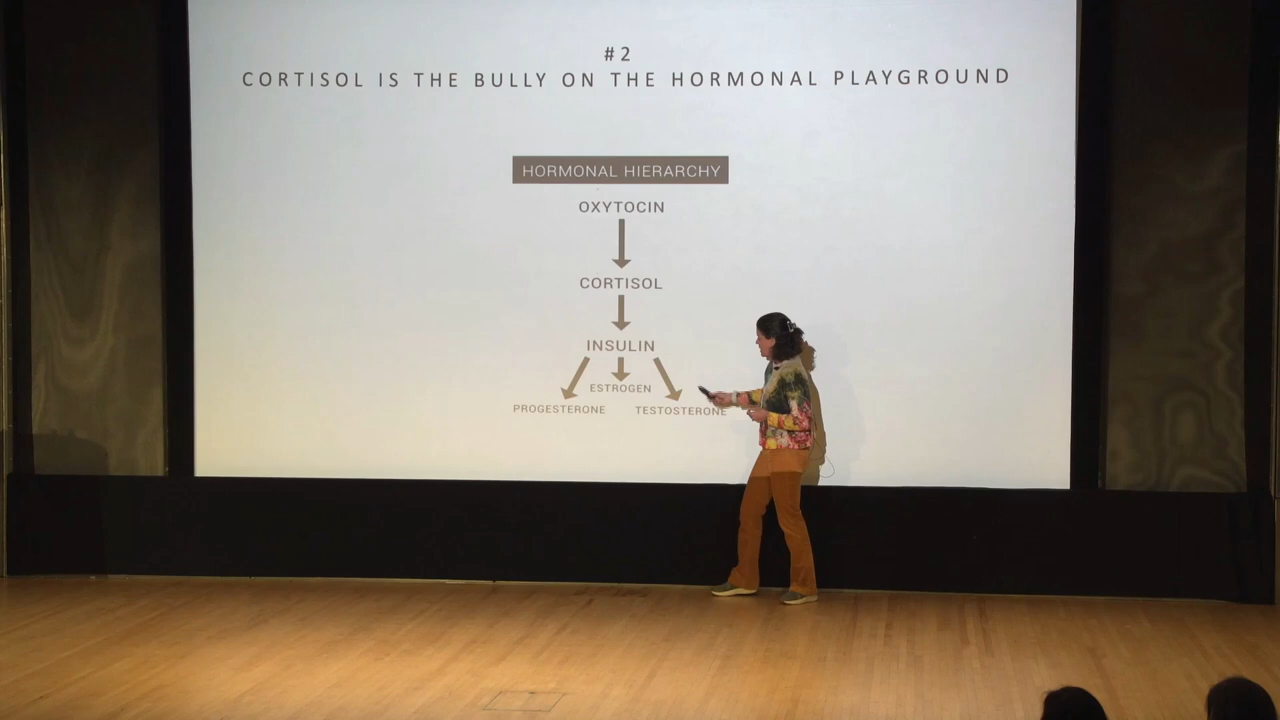 #2
CORTISOL IS THE BULLY ON THE HORMONAL PLAYGROUND
HORMONAL HIERARCHY
OXYTOCIN
CORTISOL
INSULIN
ESTROGEN
PROGESTERONE
TESTOSTERONE